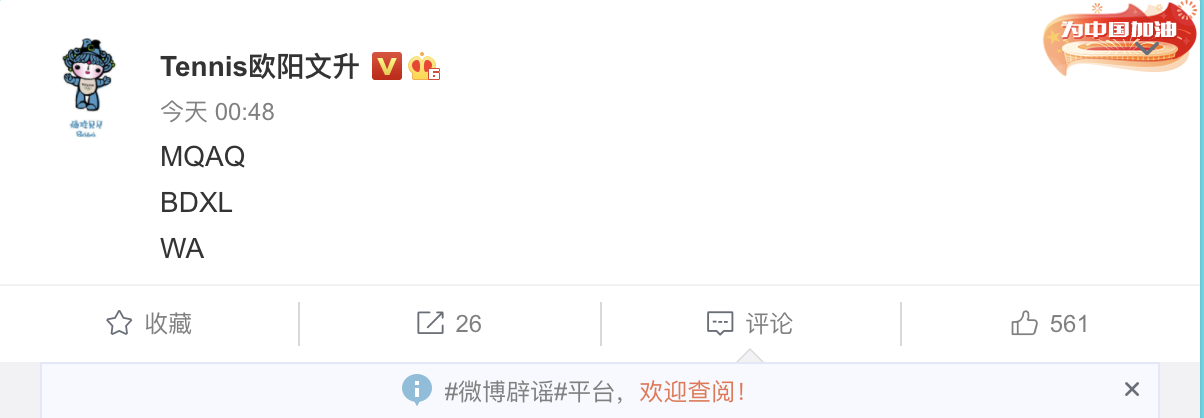 为中国加油
Tennis欧阳文升
今天 00:48
MQAQ
BDXL
WA
收藏
26
评论
561
#微博辟谣#平台，欢迎查阅！